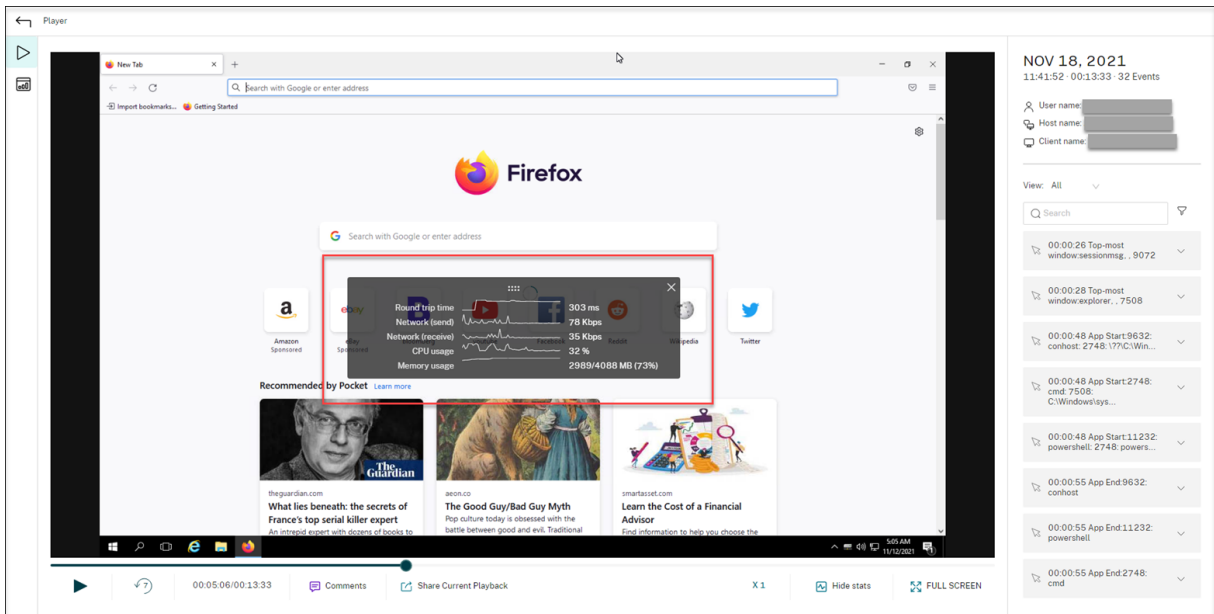 Player
New Tab
Search with Google or enter address
Import bookmarks...
Getting Started
Firefox
Search with Google or enter address
Round trip time 303 ms
Network (send) 78 Kbps
Network (receive) 35 Kbps
CPU usage 32 %
Memory usage 2989/4088 MB (73%)
Amazon
Sponsored
ebay
eBay
Sponsored
Facebook
Reddit
Wikipedia
Twitter
Recommended by Pocket Learn more
The Guardian
theguardian.com
What lies beneath: the secrets of
France's top serial killer expert
An intrepid expert with dozens of books to
aeon.co
The Good Guy/Bad Guy Myth
Pop culture today is obsessed with the
battle between good and evil. Traditional
smartasset.com
Learn the Cost of a Financial
Advisor
Find information to help you choose the
5:05 AM
11/12/2021
7
00:05:06/00:13:33
Comments
Share Current Playback
X 1
Hide stats
FULL SCREEN
NOV 18, 2021
11:41:52 · 00:13:33 · 32 Events
User name:
Host name:
Client name:
View: All
Search
00:00:26 Top-most
window:sessionmsg, , 9072
00:00:28 Top-most
window:explorer, , 7508
00:00:48 App Start:9632:
conhost: 2748: \??\C:\Win...
00:00:48 App Start:2748:
cmd: 7508:
C:\Windows\sys...
00:00:48 App Start:11232:
powershell: 2748: powers...
00:00:55 App End:9632:
conhost
00:00:55 App End:11232:
powershell
00:00:55 App End:2748:
cmd